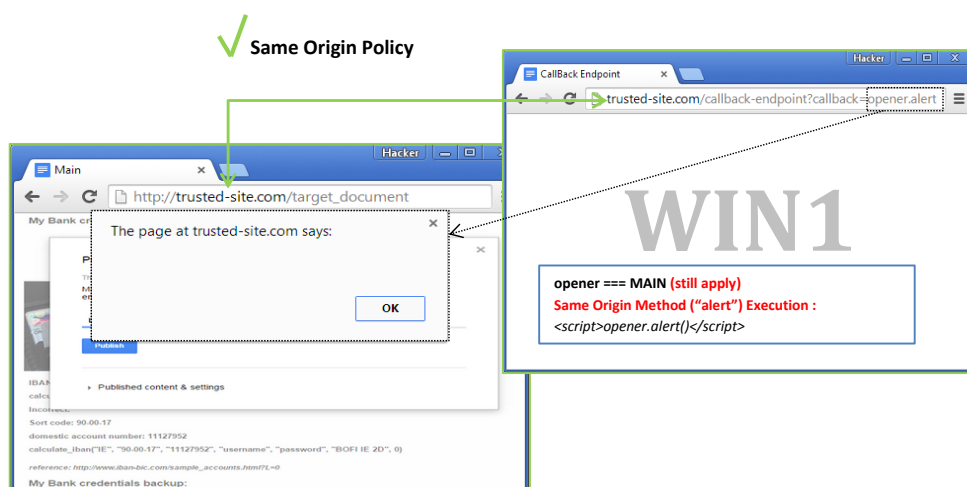 Same Origin Policy
Hacker
CallBack Endpoint
trusted-site.com/callback-endpoint?callback=opener.alert
WIN1
opener === MAIN (still apply)
Same Origin Method (“alert”) Execution :
<script>opener.alert()</script>
Hacker
Main
http://trusted-site.com/target_document
My Bank cr
The page at trusted-site.com says:
OK
Publish
Published content & settings
IBAN
calcu
Incorrect:
Sort code: 90-00-17
domestic account number: 11127952
calculate_iban("IE", "90-00-17", "11127952", "username", "password", "BOFI IE 2D", 0)
reference: http://www.iban-bic.com/sample_accounts.html?L=0
My Bank credentials backup: